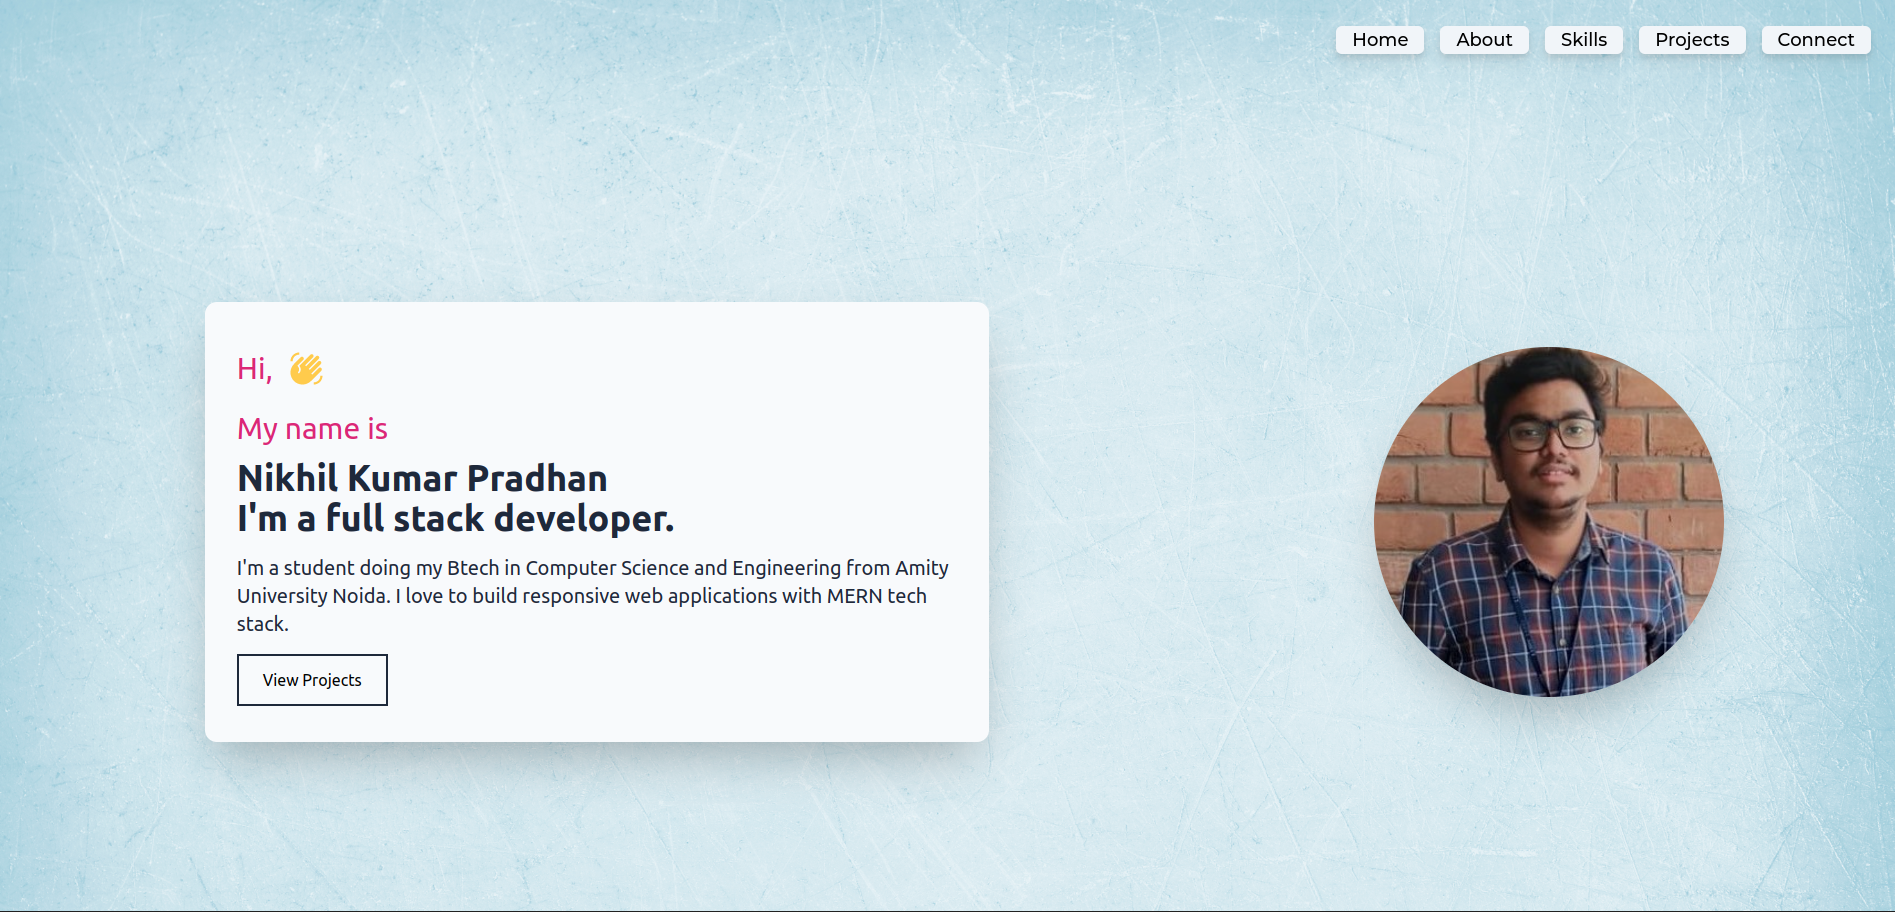 Home About Skills Projects Connect
Hi, 👋
My name is
Nikhil Kumar Pradhan
I'm a full stack developer.
I'm a student doing my Btech in Computer Science and Engineering from Amity
University Noida. I love to build responsive web applications with MERN tech
stack.
View Projects